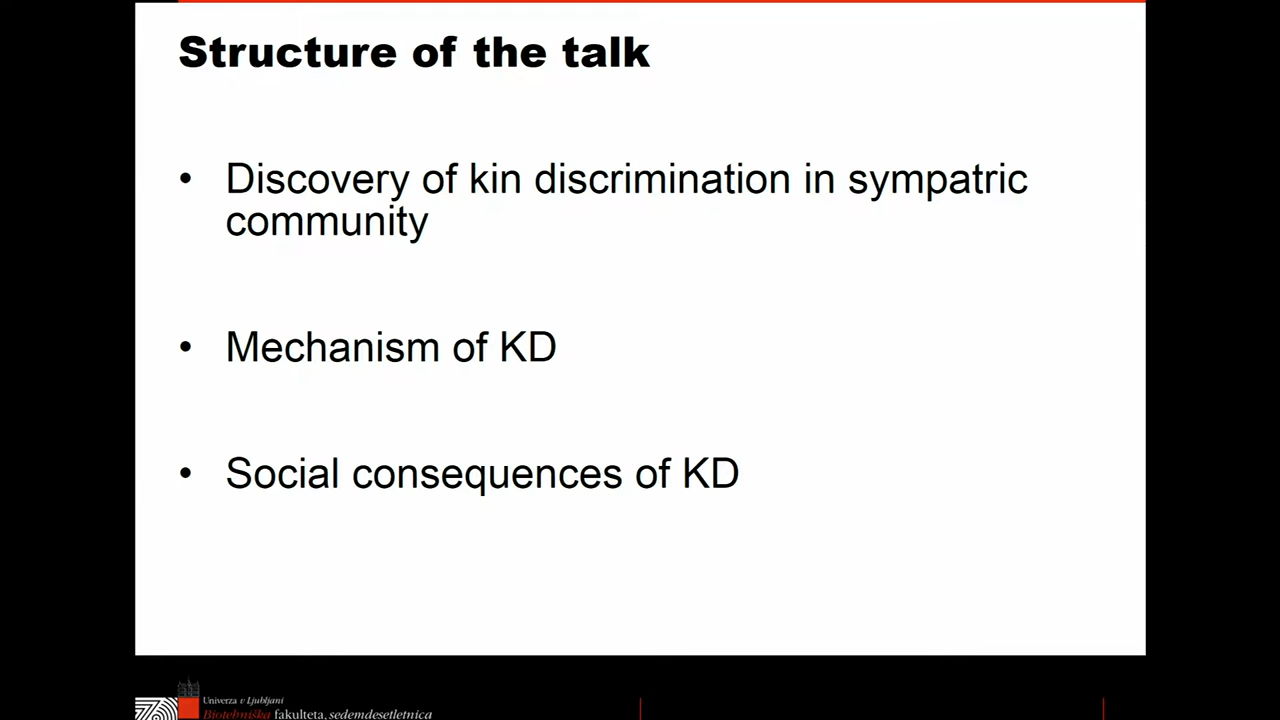 Structure of the talk
• Discovery of kin discrimination in sympatric
community
• Mechanism of KD
• Social consequences of KD
Univerza v Ljubljani
Biotehniška fakulteta, sedemdesetletnica